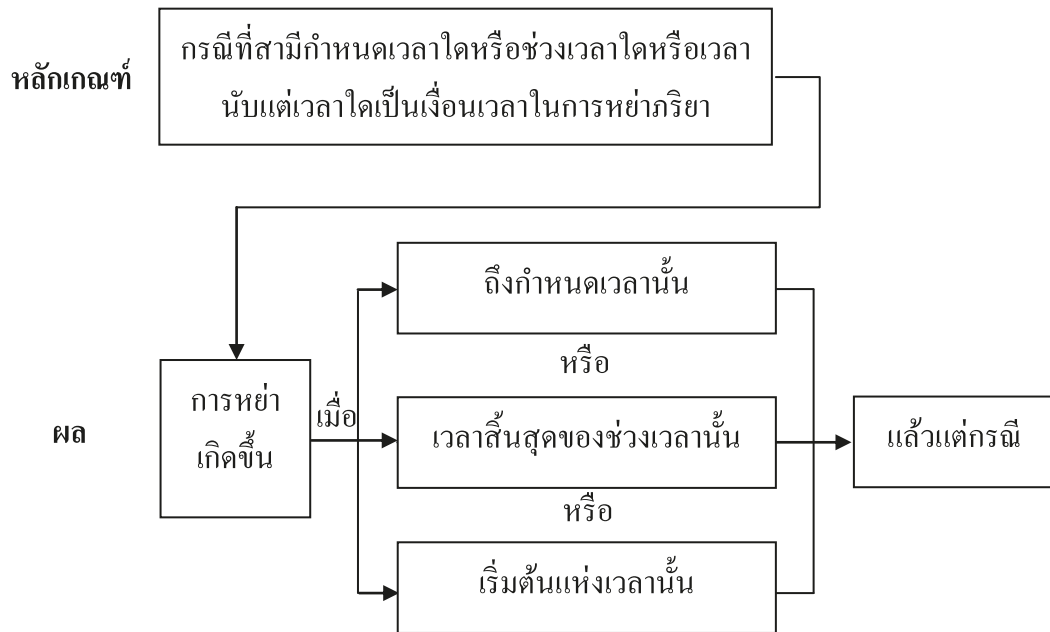 หลักเกณฑ์
กรณีที่สามีกำหนดเวลาใดหรือช่วงเวลาใดหรือเวลา
นับแต่เวลาใดเป็นเงื่อนเวลาในการหย่าภริยา
ผล
การหย่า
เกิดขึ้น
เมื่อ
ถึงกำหนดเวลานั้น
หรือ
เวลาสิ้นสุดของช่วงเวลานั้น
หรือ
เริ่มต้นแห่งเวลานั้น
แล้วแต่กรณี